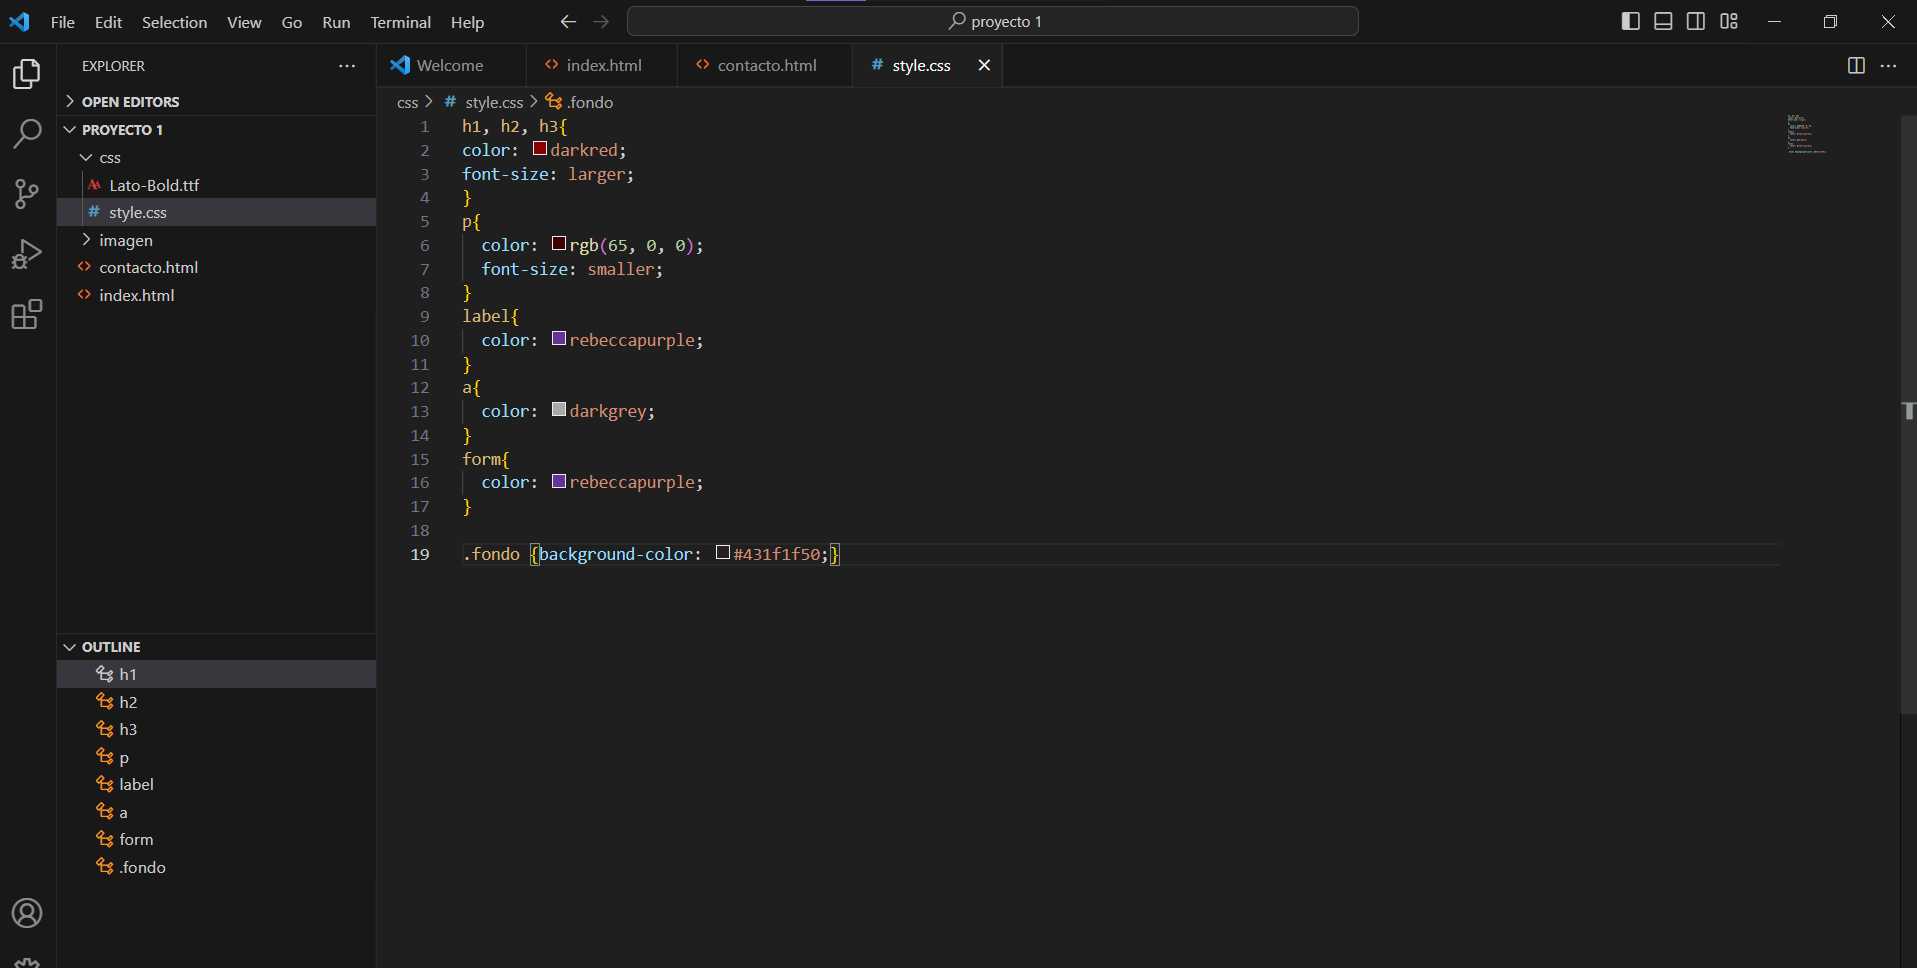 File Edit Selection View Go Run Terminal Help
proyecto 1
EXPLORER
OPEN EDITORS
PROYECTO 1
css
Lato-Bold.ttf
style.css
imagen
contacto.html
index.html
OUTLINE
h1
h2
h3
p
label
a
form
.fondo
Welcome index.html contacto.html style.css
css > # style.css > .fondo
1 h1, h2, h3{
2 color: darkred;
3 font-size: larger;
4 }
5 p{
6 color: rgb(65, 0, 0);
7 font-size: smaller;
8 }
9 label{
10 color: rebeccapurple;
11 }
12 a{
13 color: darkgrey;
14 }
15 form{
16 color: rebeccapurple;
17 }
18
19 .fondo {background-color: #431f1f50;}